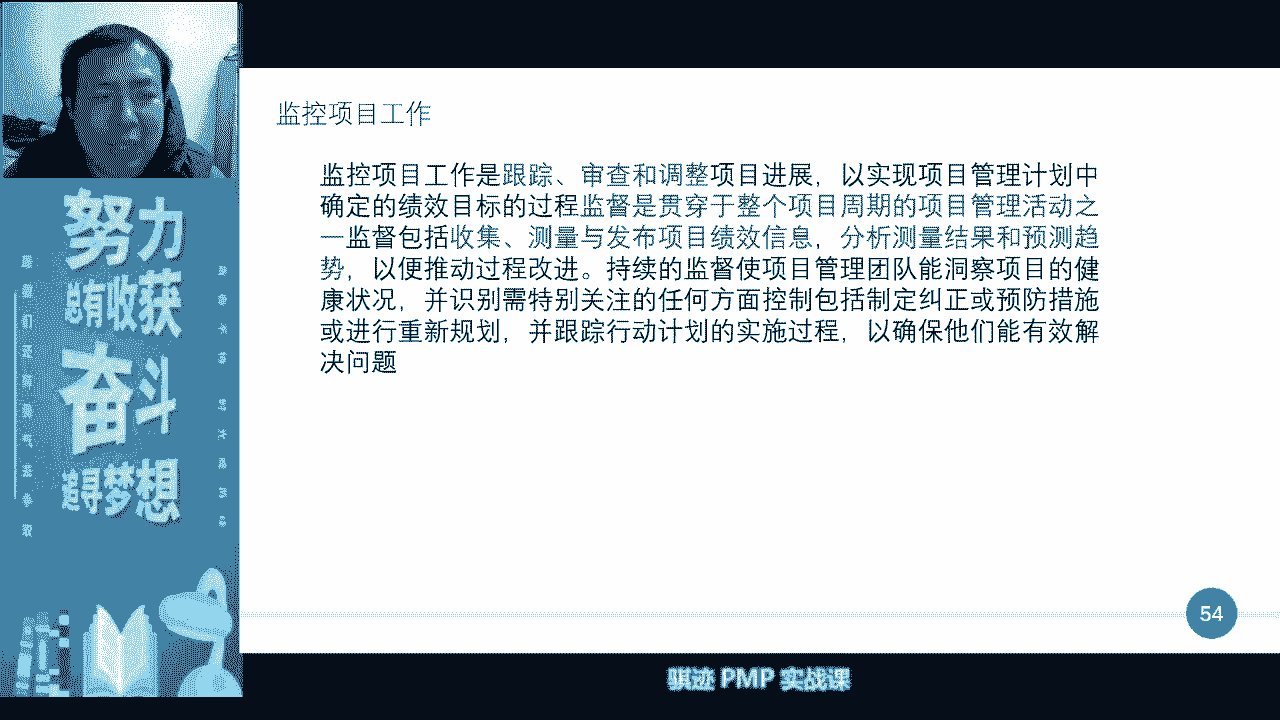 监控项目工作
监控项目工作是跟踪、审查和调整项目进展，以实现项目管理计划中
确定的绩效目标的过程监督是贯穿于整个项目周期的项目管理活动之
一监督包括收集、测量与发布项目绩效信息，分析测量结果和预测趋
势，以便推动过程改进。持续的监督使项目管理团队能洞察项目的健
康状况，并识别需特别关注的任何方面控制包括制定纠正或预防措施
或进行重新规划，并跟踪行动计划的实施过程，以确保他们能有效解
决问题
努力
总有收获
奋斗
追寻梦想
54
骐迹 PMP 实战课